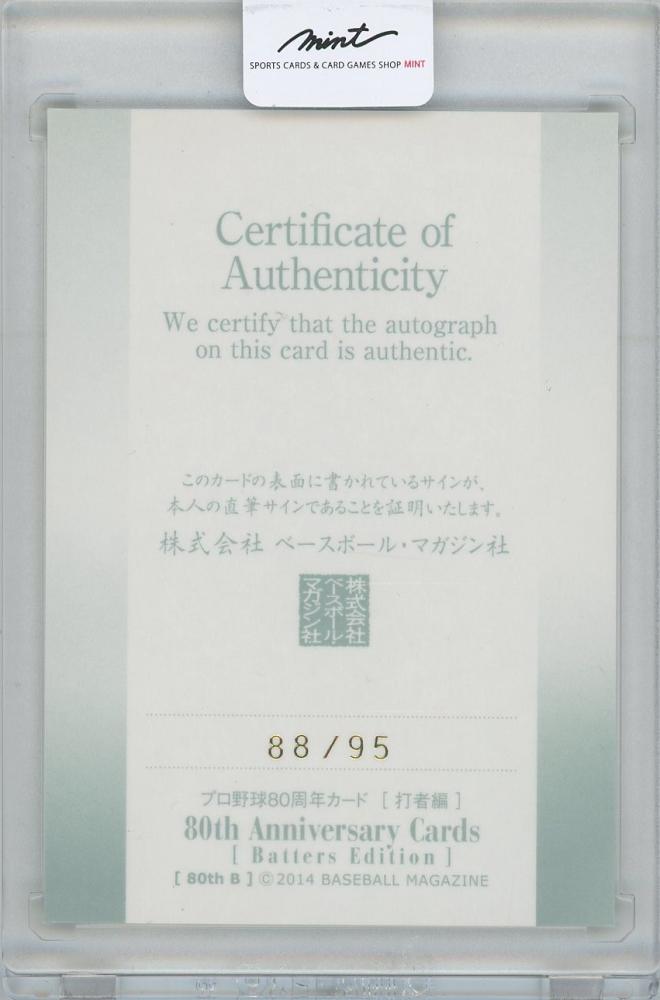 mint
SPORTS CARDS & CARD GAMES SHOP MINT
Certificate of
Authenticity
We certify that the autograph
on this card is authentic.
このカードの表面に書かれているサインが、
本人の直筆サインであることを証明いたします。
株式会社 ベースボール・マガジン社
株式会社
ベースボール・
マガジン社
88/95
プロ野球80周年カード [ 打者編 ]
80th Anniversary Cards
[ Batters Edition ]
[ 80th B ] ©2014 BASEBALL MAGAZINE